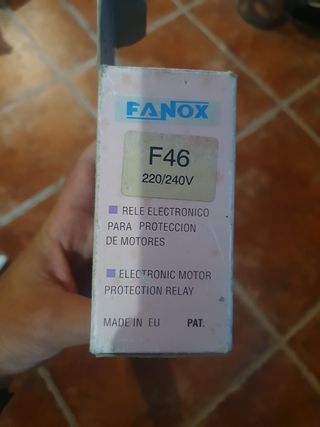 FANOX
F46
220/240V
RELE ELECTRONICO
PARA PROTECCION
DE MOTORES
ELECTRONIC MOTOR
PROTECTION RELAY
MADE IN EU PAT.